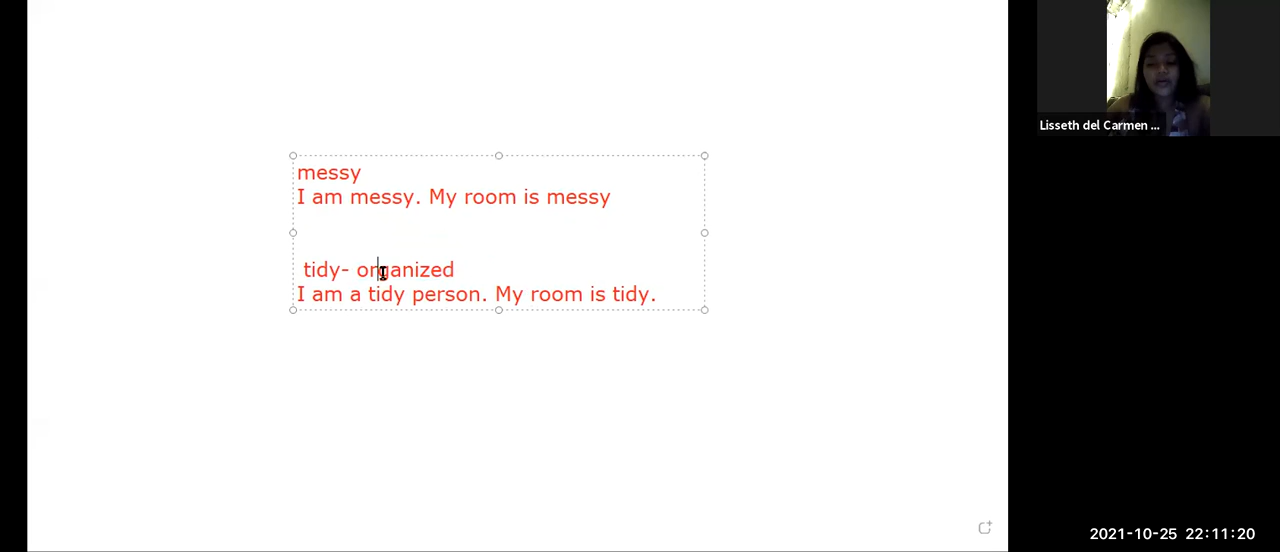 messy
I am messy. My room is messy
tidy- organized
I am a tidy person. My room is tidy.
Lisseth del Carmen ...
2021-10-25 22:11:20